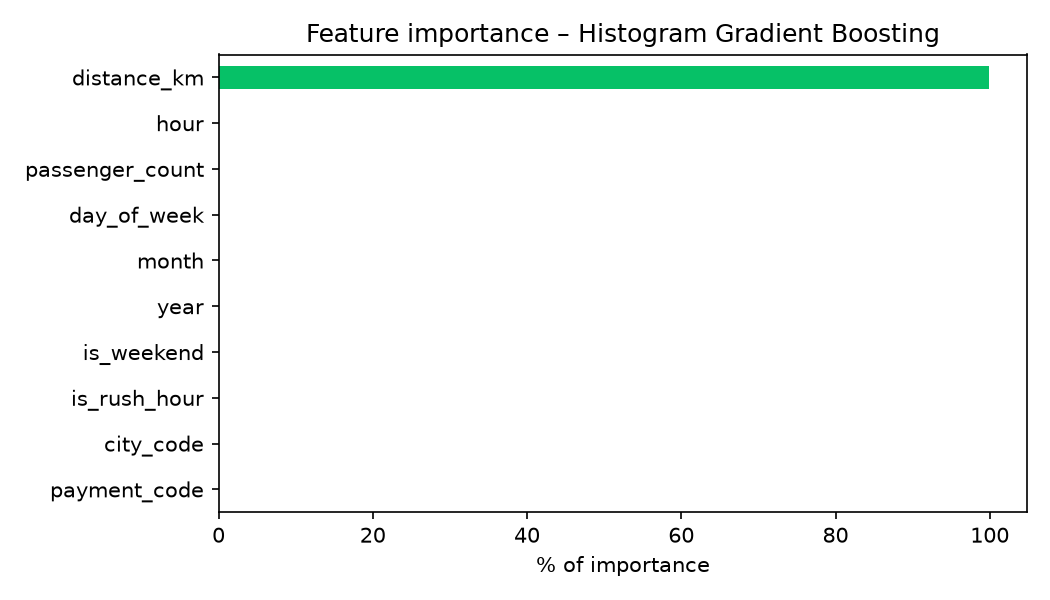 Feature importance – Histogram Gradient Boosting
distance_km
hour
passenger_count
day_of_week
month
year
is_weekend
is_rush_hour
city_code
payment_code
0 20 40 60 80 100
% of importance